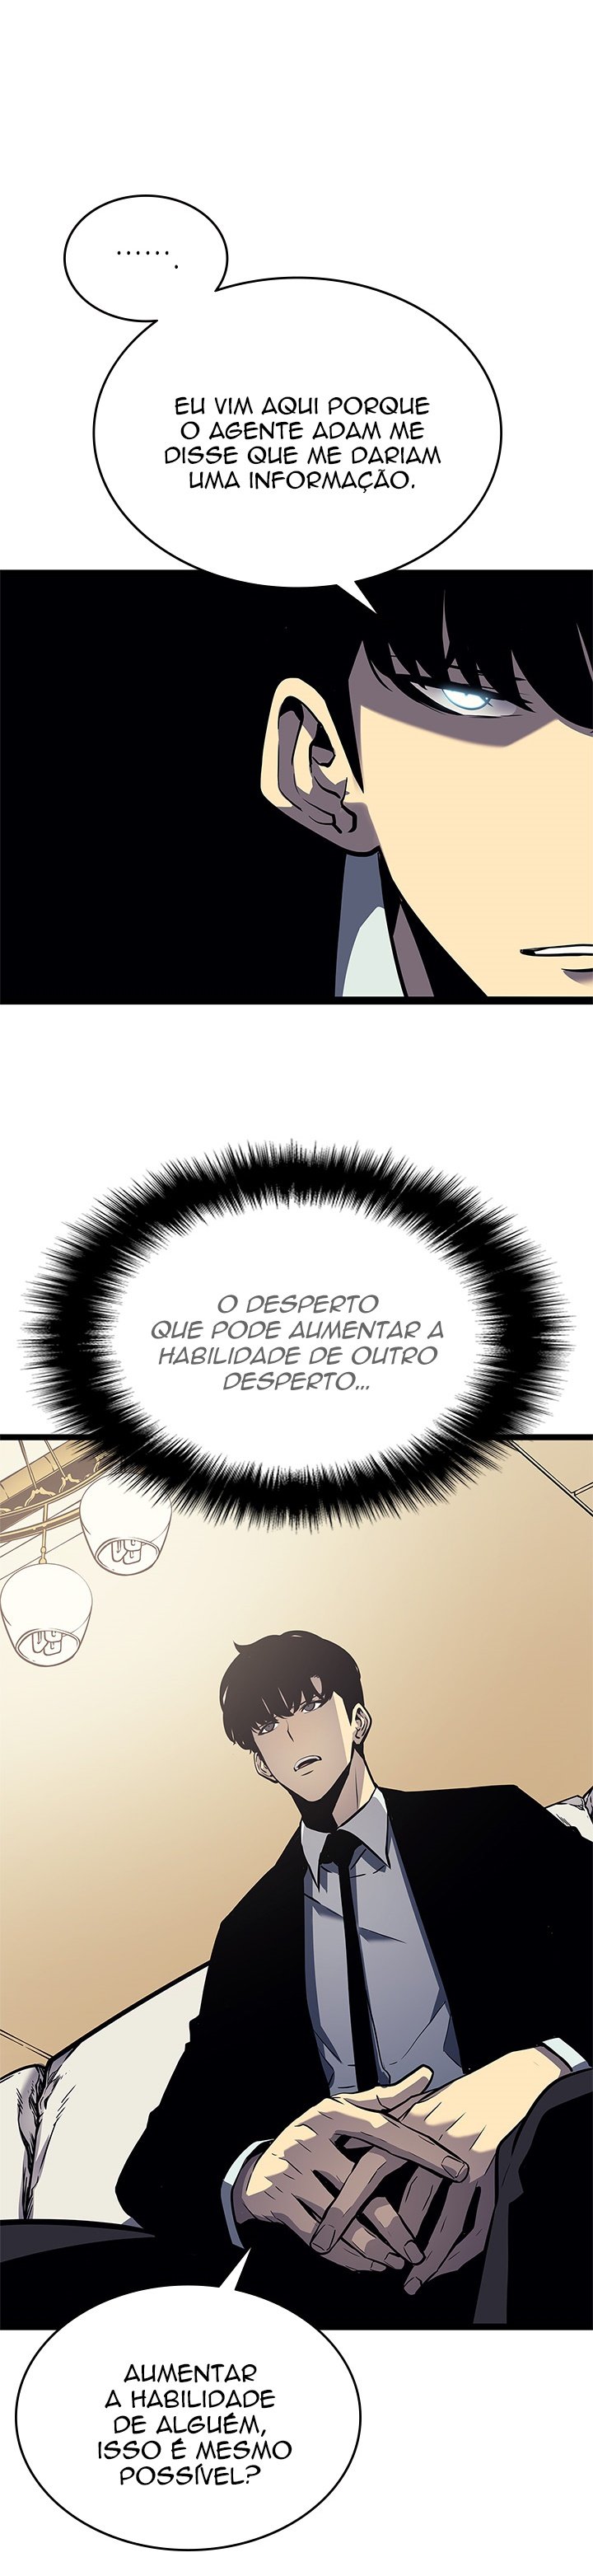 .......
EU VIM AQUI PORQUE
O AGENTE ADAM ME
DISSE QUE ME DARIAM
UMA INFORMAÇÃO.
O DESPERTO
QUE PODE AUMENTAR A
HABILIDADE DE OUTRO
DESPERTO...
AUMENTAR
A HABILIDADE
DE ALGUÉM,
ISSO É MESMO
POSSÍVEL?